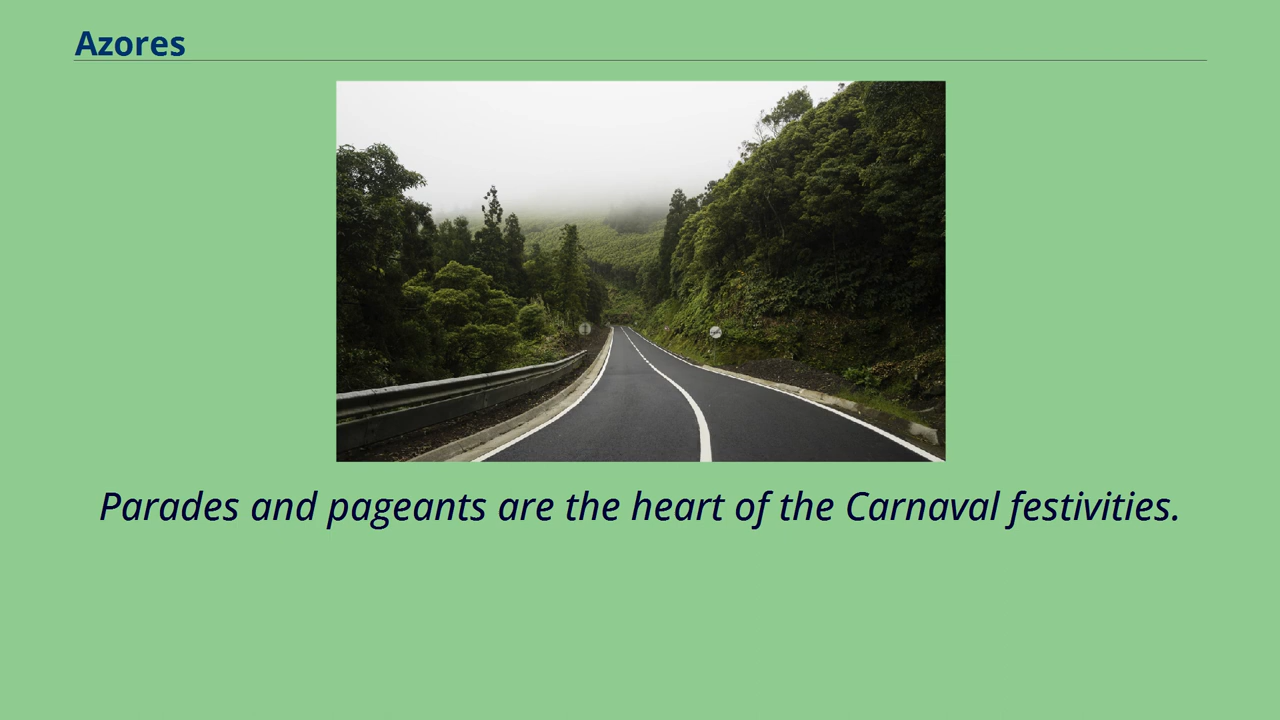 Azores
Parades and pageants are the heart of the Carnaval festivities.